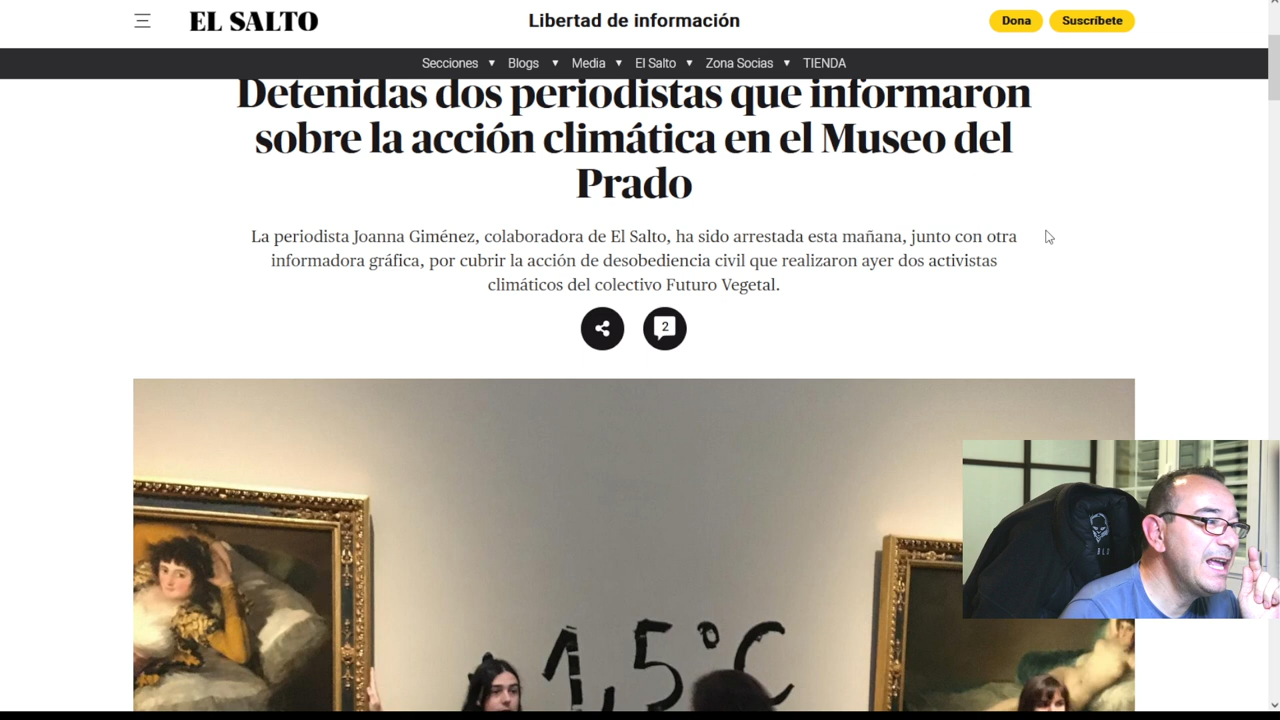 EL SALTO
Libertad de información
Dona
Suscríbete
Secciones ▼ Blogs ▼ Media ▼ El Salto ▼ Zona Socias ▼ TIENDA
Detenidas dos periodistas que informaron
sobre la acción climática en el Museo del
Prado
La periodista Joanna Giménez, colaboradora de El Salto, ha sido arrestada esta mañana, junto con otra
informadora gráfica, por cubrir la acción de desobediencia civil que realizaron ayer dos activistas
climáticos del colectivo Futuro Vegetal.
2
1,5°C